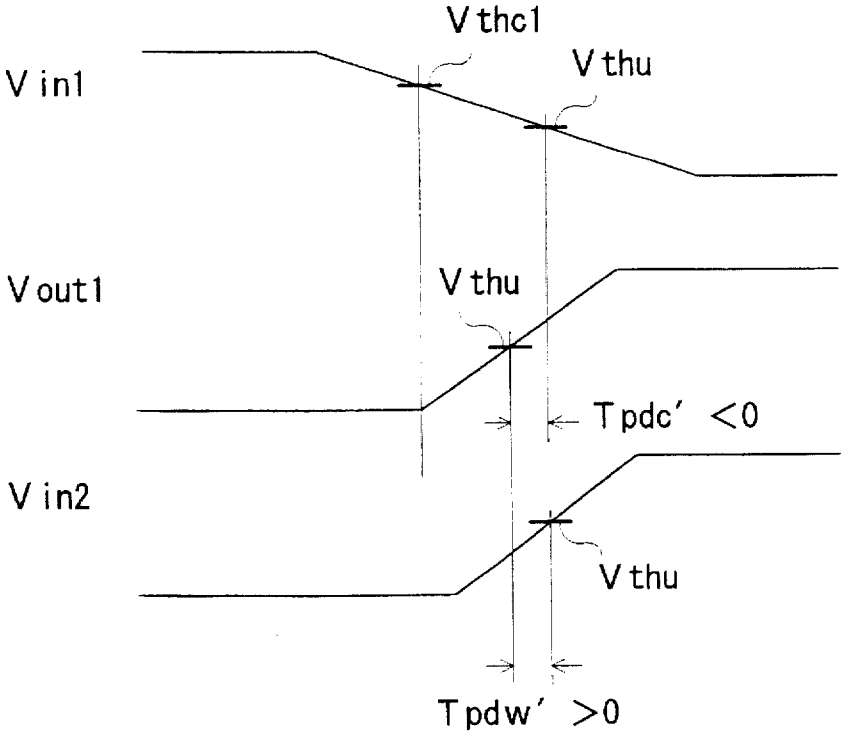 Vthc1
Vin1
Vthu
Vout1
Vthu
Tpdc′ <0
Vin2
Vthu
Tpdw′ >0